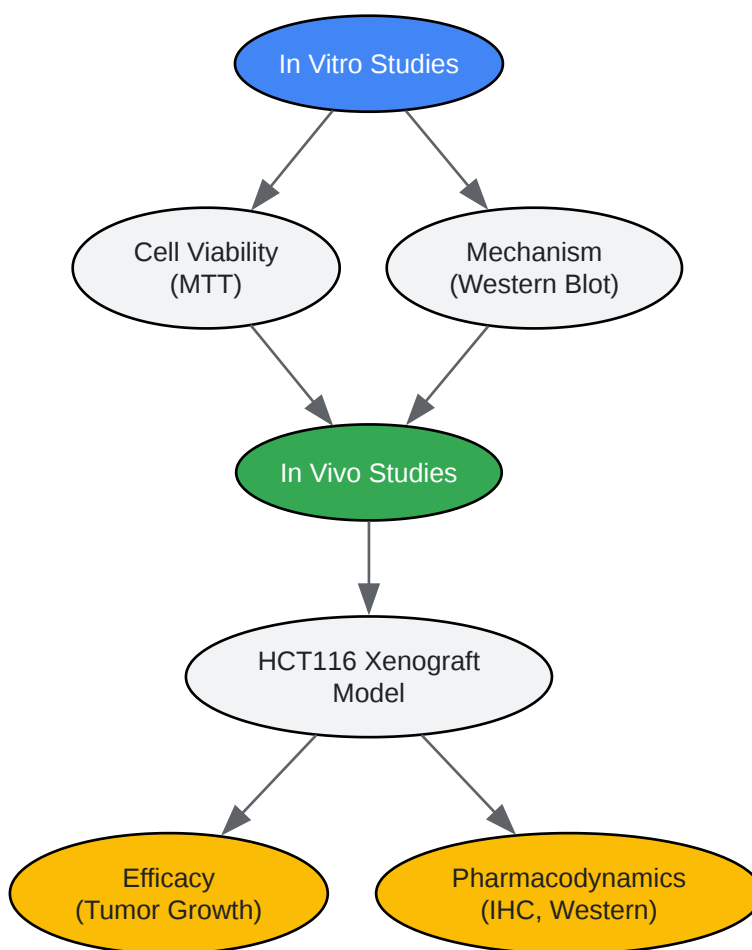 In Vitro Studies
Cell Viability
(MTT)
Mechanism
(Western Blot)
In Vivo Studies
HCT116 Xenograft
Model
Efficacy
(Tumor Growth)
Pharmacodynamics
(IHC, Western)